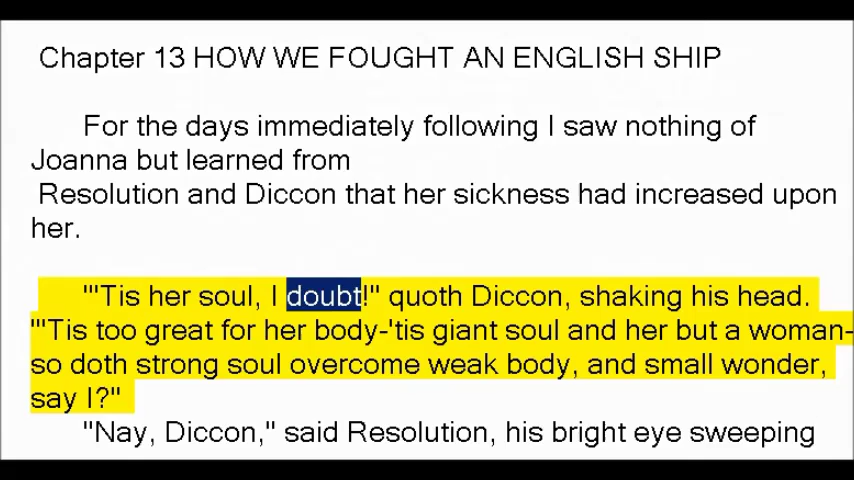 Chapter 13 HOW WE FOUGHT AN ENGLISH SHIP
For the days immediately following I saw nothing of
Joanna but learned from
Resolution and Diccon that her sickness had increased upon
her.
"'Tis her soul, I doubt!" quoth Diccon, shaking his head.
"'Tis too great for her body-'tis giant soul and her but a woman-
so doth strong soul overcome weak body, and small wonder,
say I?"
"Nay, Diccon," said Resolution, his bright eye sweeping